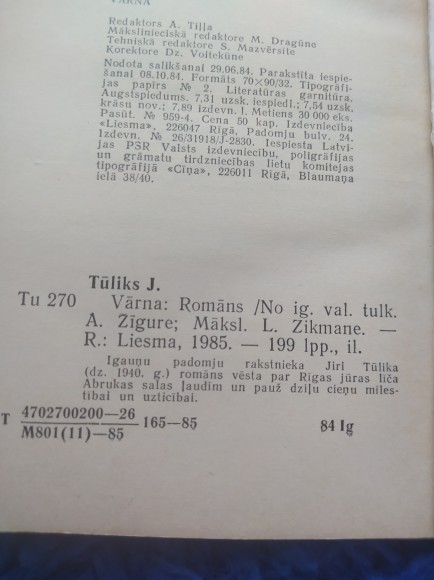 VĀRNA
Redaktors A. Tiļļa
Mākslinieciskā redaktore M. Dragūne
Tehniskā redaktore S. Mazvērsīte
Korektore Dz. Voitekūne
Nodota salikšanai 29.06.84. Parakstīta iespie-
šanai 08.10.84. Formāts 70×90/32. Tipogrāfi-
jas papīrs № 2. Literatūras garnitūra.
Augstspiedums. 7,31 uzsk. iespiedl.; 7,54 uzsk.
krāsu nov.; 7,89 izdevn. l. Metiens 30 000 eks.
Pasūt. № 959-4. Cena 50 kap. Izdevniecība
«Liesma», 226047 Rīgā, Padomju bulv. 24.
Izdevn. № 26/31918/J-2830. Iespiesta Latvi-
jas PSR Valsts izdevniecību, poligrāfijas
un grāmatu tirdzniecības lietu komitejas
tipogrāfijā «Cīņa», 226011 Rīgā, Blaumaņa
ielā 38/40.
Tūliks J.
Tu 270 Vārna: Romāns /No ig. val. tulk.
A. Zīgure; Māksl. L. Zikmane. —
R.: Liesma, 1985. — 199 lpp., il.
Igauņu padomju rakstnieka Jiri Tūlika
(dz. 1940. g.) romāns vēsta par Rīgas jūras līča
Abrukas salas ļaudīm un pauž dziļu cieņu mīles-
tībai un uzticībai.
T 4702700200—26 165—85 84 Ig
M801(11)—85